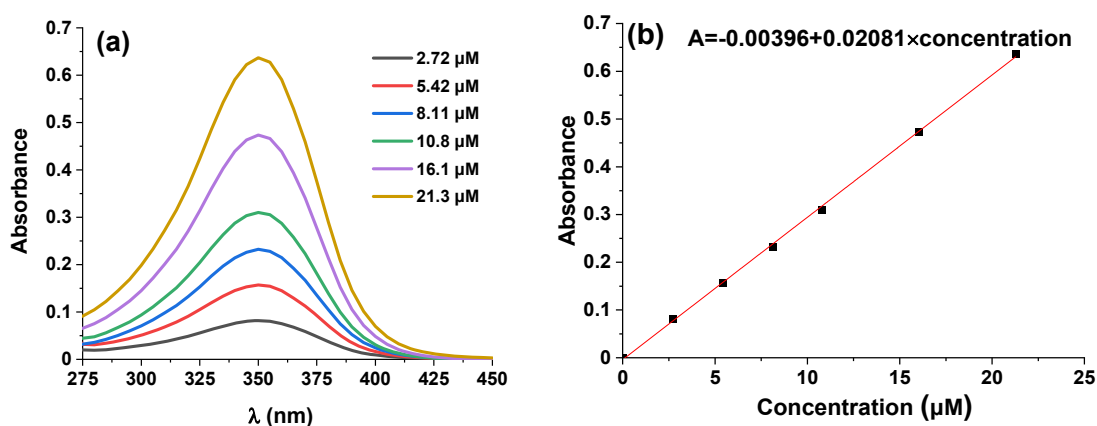 (a)
2.72 µM
5.42 µM
8.11 µM
10.8 µM
16.1 µM
21.3 µM
Absorbance
0.7
0.6
0.5
0.4
0.3
0.2
0.1
0
275 300 325 350 375 400 425 450
λ (nm)
(b)
A=-0.00396+0.02081×concentration
Absorbance
0.7
0.6
0.5
0.4
0.3
0.2
0.1
0
0 5 10 15 20 25
Concentration (µM)